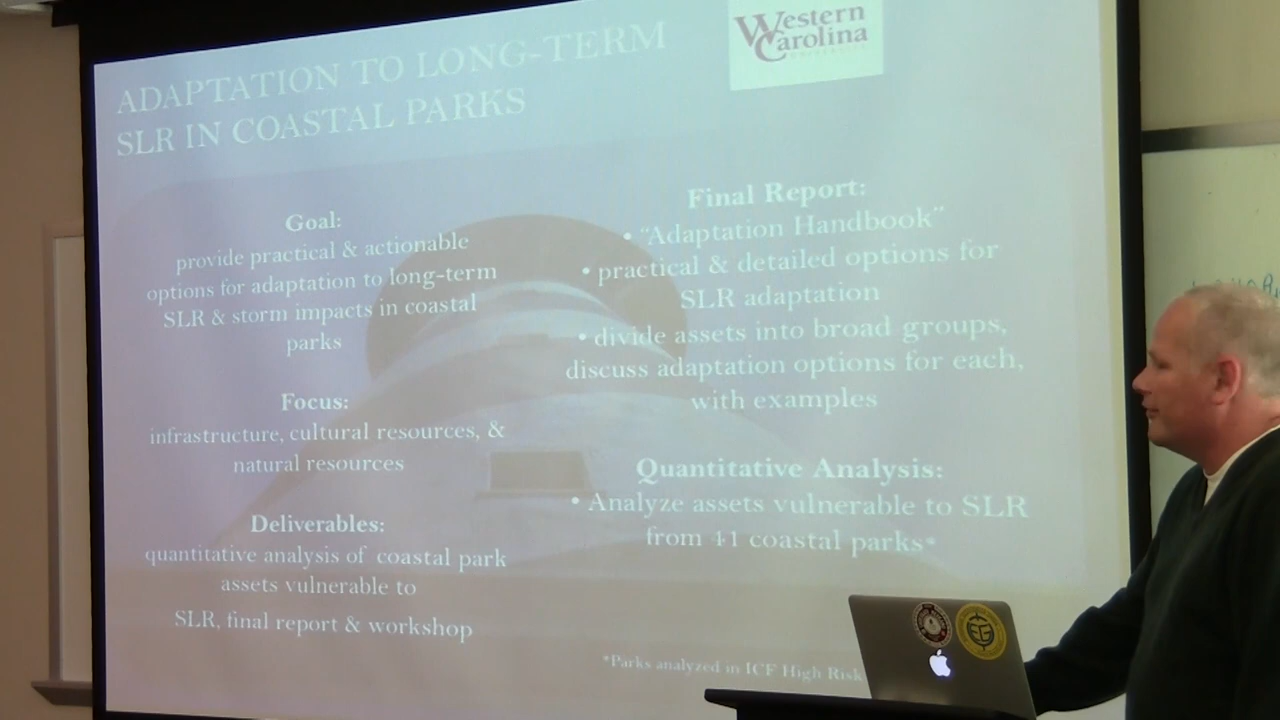 ADAPTATION TO LONG-TERM
SLR IN COASTAL PARKS
Western
Carolina
UNIVERSITY
Goal:
provide practical & actionable
options for adaptation to long-term
SLR & storm impacts in coastal
parks
Focus:
infrastructure, cultural resources, &
natural resources
Deliverables:
quantitative analysis of coastal park
assets vulnerable to
SLR, final report & workshop
Final Report:
• “Adaptation Handbook”
• practical & detailed options for
SLR adaptation
• divide assets into broad groups,
discuss adaptation options for each,
with examples
Quantitative Analysis:
• Analyze assets vulnerable to SLR
from 41 coastal parks*
*Parks analyzed in ICF High Risk